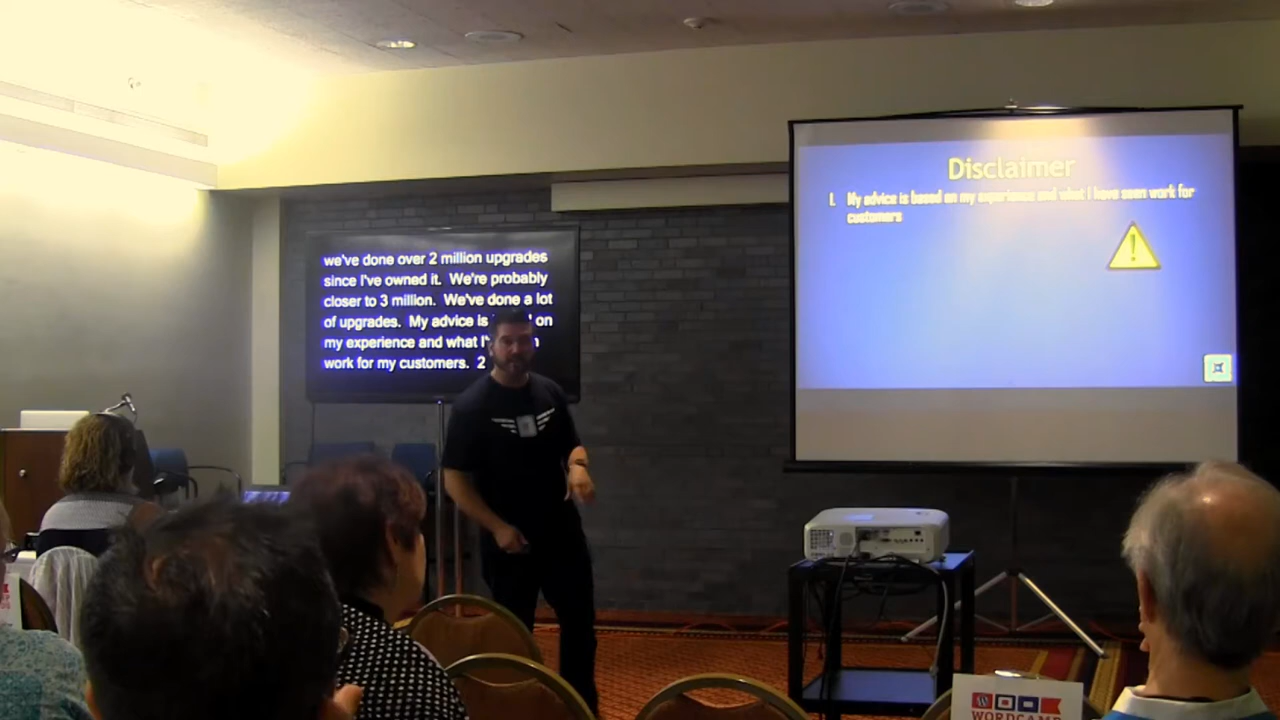 we've done over 2 million upgrades
since I've owned it. We're probably
closer to 3 million. We've done a lot
of upgrades. My advice is on
my experience and what
work for my customers. 2
Disclaimer
1. My advice is based on my experience and what I have seen work for
customers
WORDCAMP